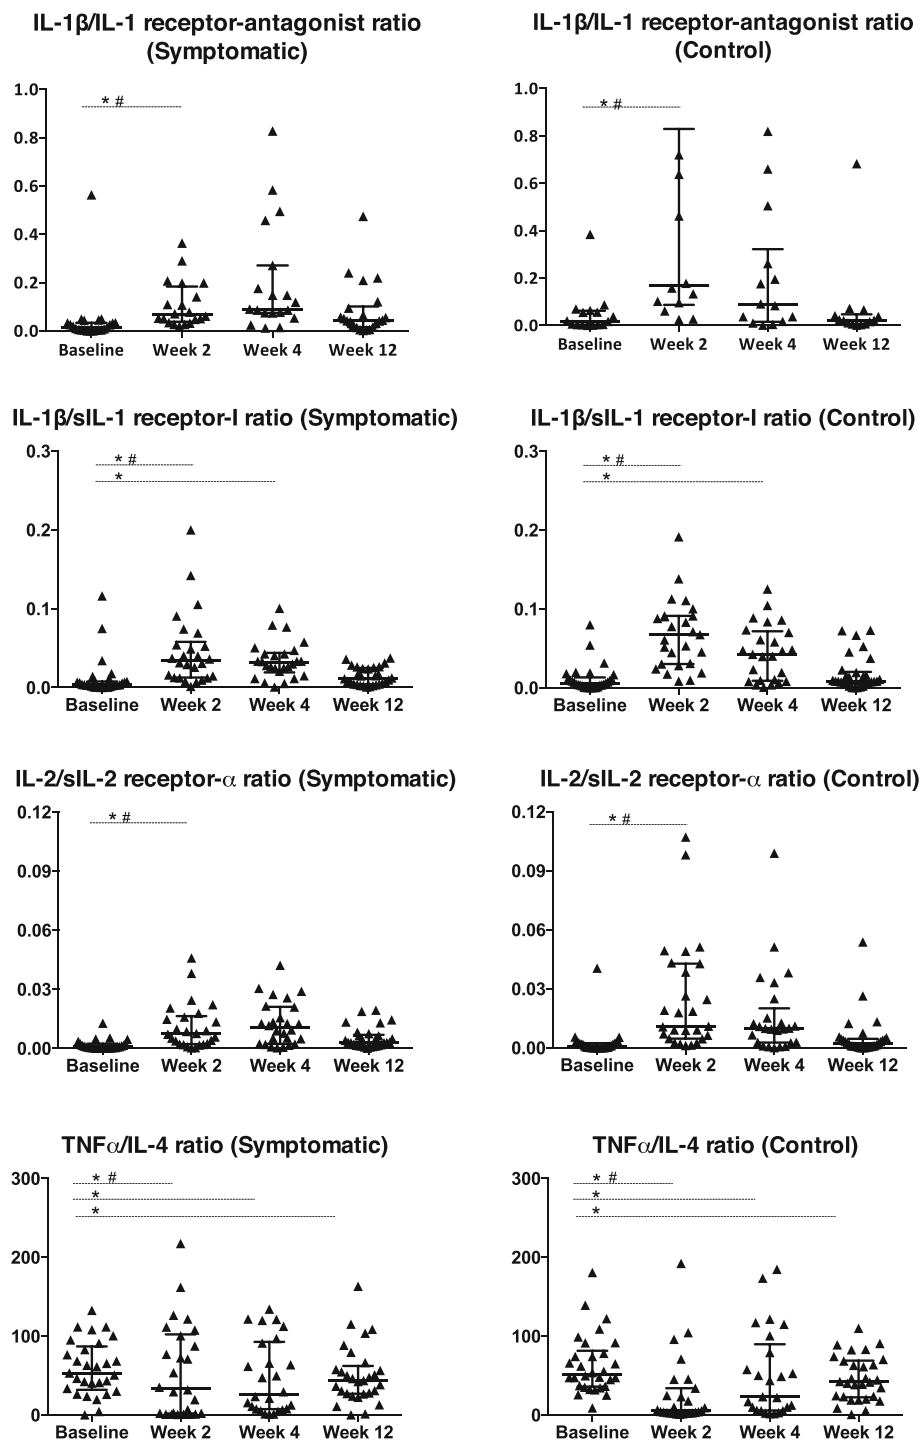 IL-1β/IL-1 receptor-antagonist ratio
(Symptomatic)
1.0
* #
0.8
0.6
0.4
0.2
0.0
Baseline Week 2 Week 4 Week 12
IL-1β/IL-1 receptor-antagonist ratio
(Control)
1.0
* #
0.8
0.6
0.4
0.2
0.0
Baseline Week 2 Week 4 Week 12
IL-1β/sIL-1 receptor-I ratio (Symptomatic)
0.3
* #
*
0.2
0.1
0.0
Baseline Week 2 Week 4 Week 12
IL-1β/sIL-1 receptor-I ratio (Control)
0.3
* #
*
0.2
0.1
0.0
Baseline Week 2 Week 4 Week 12
IL-2/sIL-2 receptor-α ratio (Symptomatic)
0.12
* #
0.09
0.06
0.03
0.00
Baseline Week 2 Week 4 Week 12
IL-2/sIL-2 receptor-α ratio (Control)
0.12
* #
0.09
0.06
0.03
0.00
Baseline Week 2 Week 4 Week 12
TNFα/IL-4 ratio (Symptomatic)
300
* #
*
*
200
100
0
Baseline Week 2 Week 4 Week 12
TNFα/IL-4 ratio (Control)
300
* #
*
*
200
100
0
Baseline Week 2 Week 4 Week 12